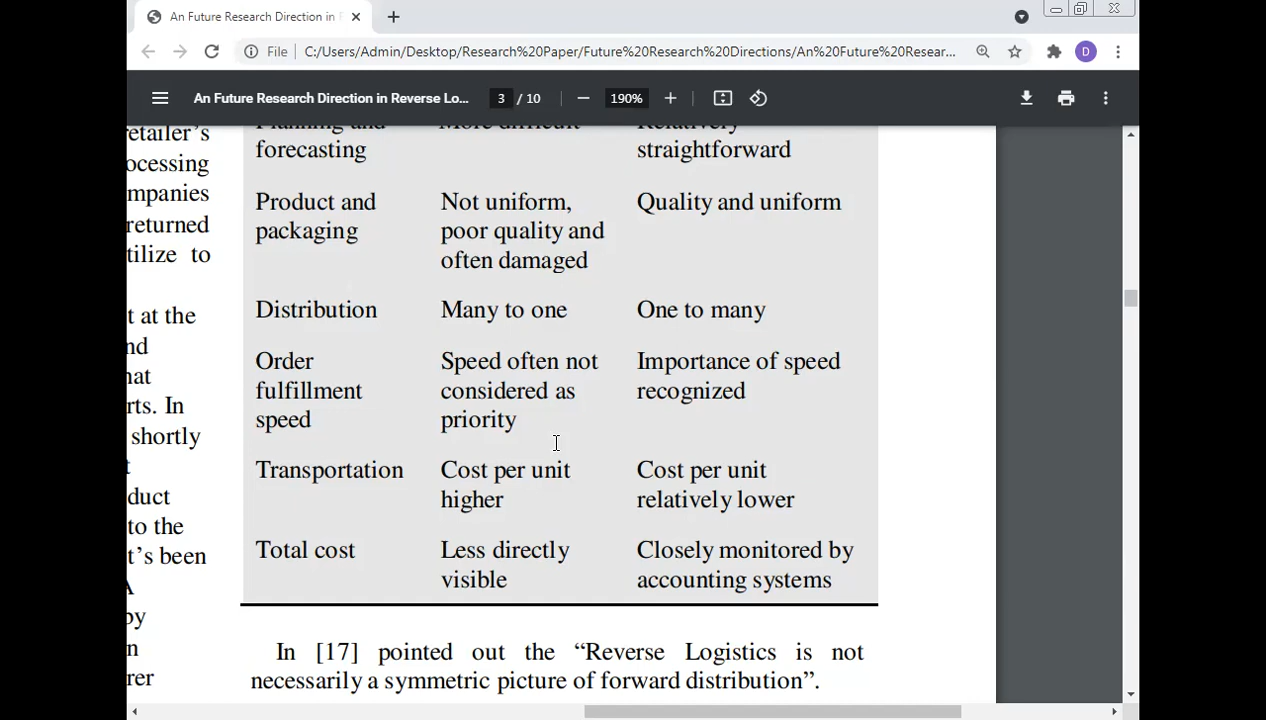 An Future Research Direction in
File C:/Users/Admin/Desktop/Research%20Paper/Future%20Research%20Directions/An%20Future%20Resear...
D
An Future Research Direction in Reverse Lo... 3 / 10 190%
retailer's
ocessing
mpanies
returned
tilize to
t at the
nd
hat
rts. In
shortly
t
duct
to the
t's been
A
by
n
rer
Planning and forecasting More difficult Relatively straightforward
Product and Not uniform, Quality and uniform
packaging poor quality and
often damaged
Distribution Many to one One to many
Order Speed often not Importance of speed
fulfillment considered as recognized
speed priority
Transportation Cost per unit Cost per unit
higher relatively lower
Total cost Less directly Closely monitored by
visible accounting systems
In [17] pointed out the “Reverse Logistics is not
necessarily a symmetric picture of forward distribution”.